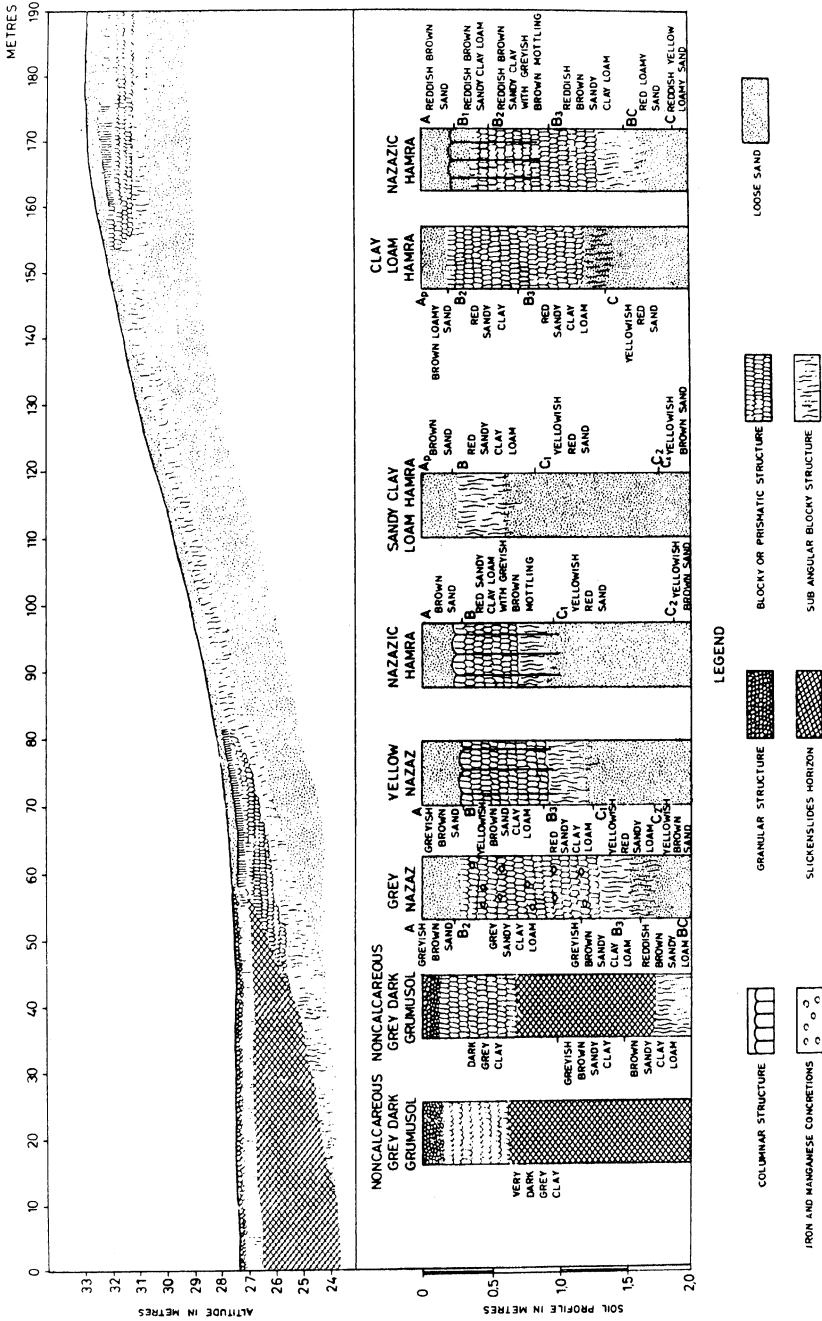 METRES
0 10 20 30 40 50 60 70 80 90 100 110 120 130 140 150 160 170 180 190
ALTITUDE IN METRES
33
32
31
30
28
27
26
24
SOIL PROFILE IN METRES
0
0.5
1.0
1.5
2.0
NONCALCAREOUS
GREY DARK
GRUMUSOL
VERY
DARK
GREY
CLAY
NONCALCAREOUS
GREY DARK
GRUMUSOL
DARK
GREY
CLAY
GREYISH
BROWN
SANDY
CLAY
BROWN
SANDY
CLAY
LOAM
GREY
NAZAZ
A
GREYISH
BROWN
SAND
B2
GREY
SANDY
CLAY
LOAM
GREYISH
BROWN
SANDY
CLAY
LOAM
B3
REDDISH
BROWN
SANDY
LOAM
BC
YELLOW
NAZAZ
A
GREYISH
BROWN
SAND
B
YELLOWISH
BROWN
SAND
CLAY
LOAM
B3
RED
SANDY
CLAY
LOAM
C1
YELLOWISH
RED
SANDY
LOAM
C2
YELLOWISH
BROWN
SAND
NAZAZIC
HAMRA
A
BROWN
SAND
B
RED SANDY
CLAY LOAM
WITH GREYISH
BROWN
MOTTLING
C1
YELLOWISH
RED
SAND
C2 YELLOWISH
BROWN SAND
SANDY CLAY
LOAM HAMRA
Ap
BROWN
SAND
B
RED
SANDY
CLAY
LOAM
C1
YELLOWISH
RED
SAND
C2
C1 YELLOWISH
BROWN SAND
CLAY
LOAM
HAMRA
Ap
BROWN LOAMY
SAND
B2
RED
SANDY
CLAY
B3
RED
SANDY
CLAY
LOAM
C
YELLOWISH
RED
SAND
NAZAZIC
HAMRA
A REDDISH BROWN
SAND
B1 REDDISH BROWN
SANDY CLAY LOAM
B2 REDDISH BROWN
SANDY CLAY
WITH GREYISH
BROWN MOTTLING
B3 REDDISH
BROWN
SANDY
CLAY LOAM
BC
RED LOAMY
SAND
C REDDISH YELLOW
LOAMY SAND
LEGEND
COLUMNAR STRUCTURE
GRANULAR STRUCTURE
BLOCKY OR PRISMATIC STRUCTURE
LOOSE SAND
IRON AND MANGANESE CONCRETIONS
SLICKENSLIDES HORIZON
SUB ANGULAR BLOCKY STRUCTURE